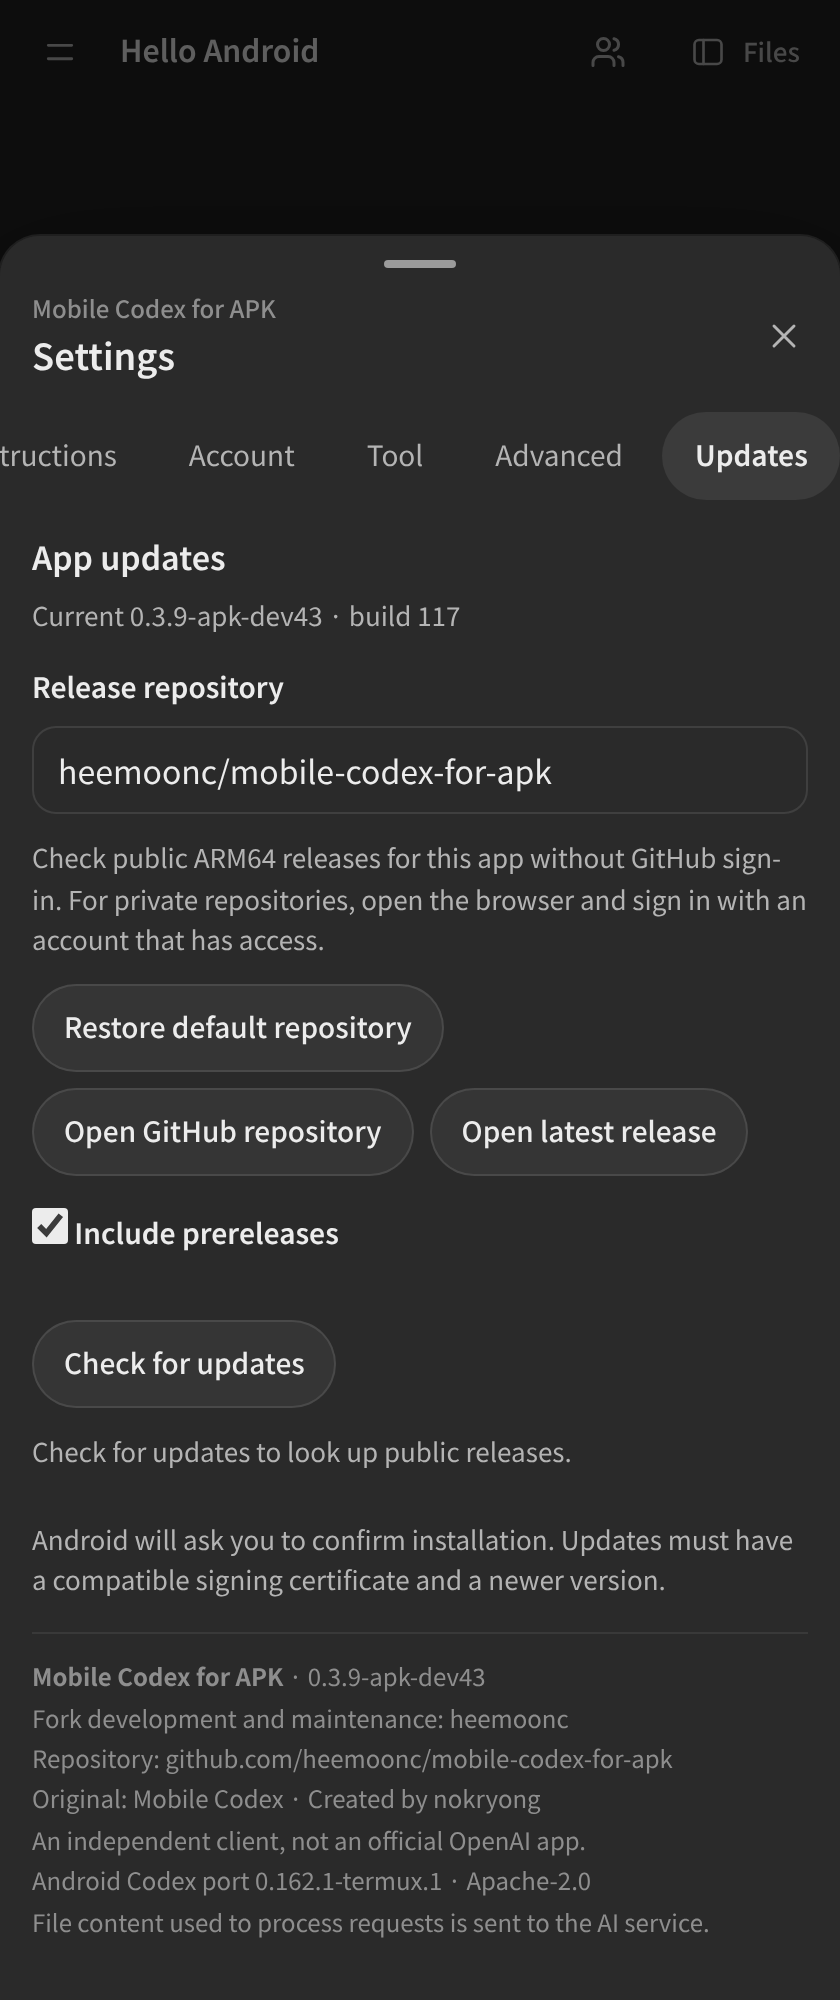 Hello Android
Files
Mobile Codex for APK
Settings
tructions
Account
Tool
Advanced
Updates
App updates
Current 0.3.9-apk-dev43 · build 117
Release repository
heemoonc/mobile-codex-for-apk
Check public ARM64 releases for this app without GitHub sign-
in. For private repositories, open the browser and sign in with an
account that has access.
Restore default repository
Open GitHub repository
Open latest release
Include prereleases
Check for updates
Check for updates to look up public releases.
Android will ask you to confirm installation. Updates must have
a compatible signing certificate and a newer version.
Mobile Codex for APK · 0.3.9-apk-dev43
Fork development and maintenance: heemoonc
Repository: github.com/heemoonc/mobile-codex-for-apk
Original: Mobile Codex · Created by nokryong
An independent client, not an official OpenAI app.
Android Codex port 0.162.1-termux.1 · Apache-2.0
File content used to process requests is sent to the AI service.